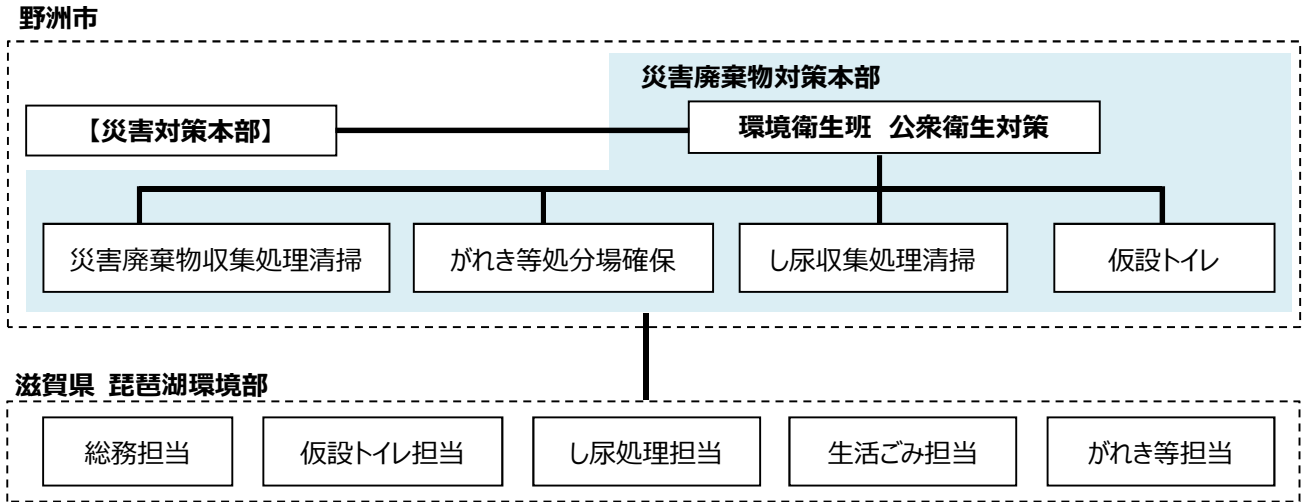 野洲市
災害廃棄物対策本部
【災害対策本部】
環境衛生班 公衆衛生対策
災害廃棄物収集処理清掃
がれき等処分場確保
し尿収集処理清掃
仮設トイレ
滋賀県 琵琶湖環境部
総務担当
仮設トイレ担当
し尿処理担当
生活ごみ担当
がれき等担当